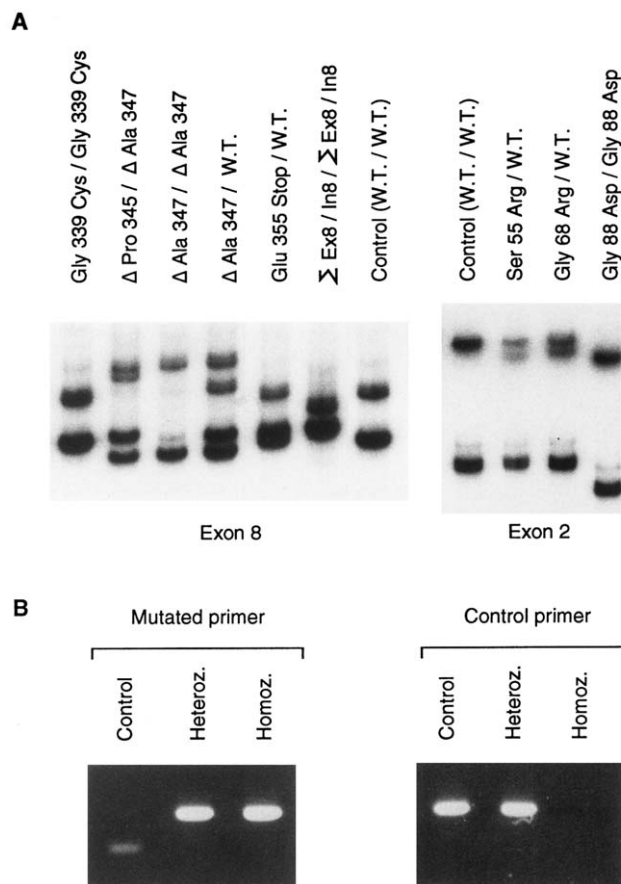 A
Gly 339 Cys / Gly 339 Cys
Δ Pro 345 / Δ Ala 347
Δ Ala 347 / Δ Ala 347
Δ Ala 347 / W.T.
Glu 355 Stop / W.T.
Σ Ex8 / In8 / Σ Ex8 / In8
Control (W.T. / W.T.)
Control (W.T. / W.T.)
Ser 55 Arg / W.T.
Gly 68 Arg / W.T.
Gly 88 Asp / Gly 88 Asp
Exon 8
Exon 2
B
Mutated primer
Control primer
Control
Heteroz.
Homoz.
Control
Heteroz.
Homoz.